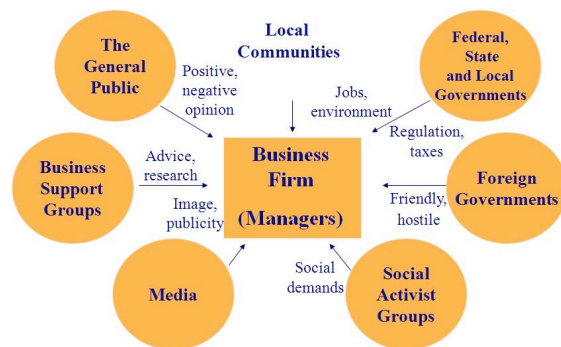 The
General
Public
Local
Communities
Federal,
State
and Local
Governments
Positive,
negative
opinion
Jobs,
environment
Regulation,
taxes
Business
Support
Groups
Advice,
research
Business
Firm
(Managers)
Foreign
Governments
Image,
publicity
Friendly,
hostile
Media
Social
demands
Social
Activist
Groups